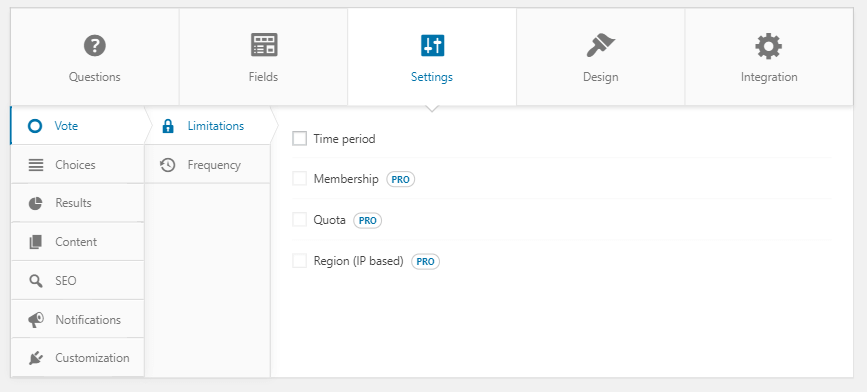 Questions
Fields
Settings
Design
Integration
Vote
Choices
Results
Content
SEO
Notifications
Customization
Limitations
Frequency
Time period
Membership PRO
Quota PRO
Region (IP based) PRO